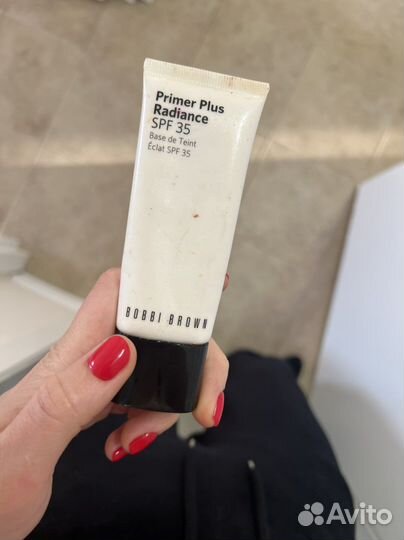 Primer Plus
Radiance
SPF 35
Base de Teint
Éclat SPF 35
BOBBI BROWN
Avito